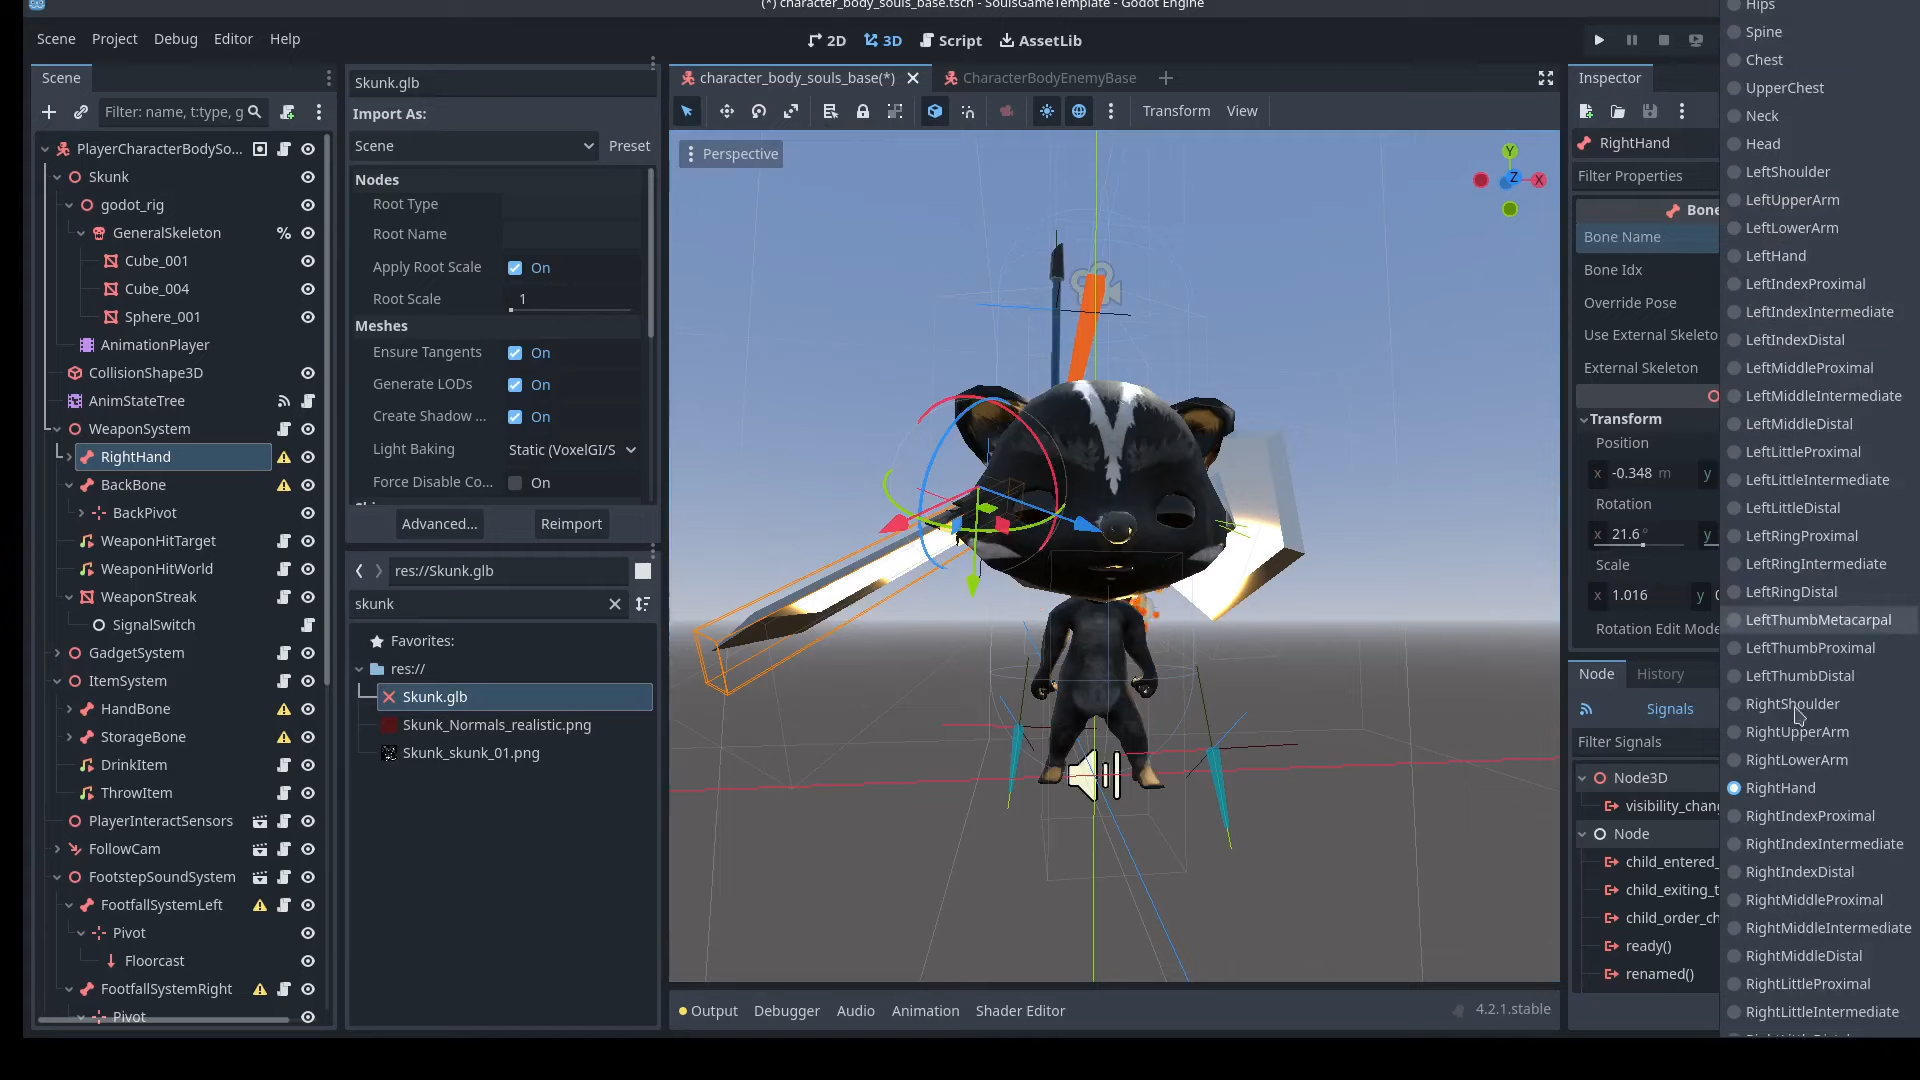 (*) character_body_souls_base.tscn - SoulsGameTemplate - Godot Engine
Scene Project Debug Editor Help
2D 3D Script AssetLib
Scene
Filter: name, t:type, g
PlayerCharacterBodySo...
Skunk
godot_rig
GeneralSkeleton
Cube_001
Cube_004
Sphere_001
AnimationPlayer
CollisionShape3D
AnimStateTree
WeaponSystem
RightHand
BackBone
BackPivot
WeaponHitTarget
WeaponHitWorld
WeaponStreak
SignalSwitch
GadgetSystem
ItemSystem
HandBone
StorageBone
DrinkItem
ThrowItem
PlayerInteractSensors
FollowCam
FootstepSoundSystem
FootfallSystemLeft
Pivot
Floorcast
FootfallSystemRight
Pivot
Skunk.glb
Import As:
Scene Preset
Nodes
Root Type
Root Name
Apply Root Scale On
Root Scale 1
Meshes
Ensure Tangents On
Generate LODs On
Create Shadow ... On
Light Baking Static (VoxelGI/S
Force Disable Co... On
Advanced... Reimport
res://Skunk.glb
skunk
Favorites:
res://
Skunk.glb
Skunk_Normals_realistic.png
Skunk_skunk_01.png
character_body_souls_base(*) CharacterBodyEnemyBase
Transform View
Perspective
Y
Z X
Output Debugger Audio Animation Shader Editor 4.2.1.stable
Inspector
RightHand
Filter Properties
Bone
Bone Name
Bone Idx
Override Pose
Use External Skeleto
External Skeleton
Transform
Position
x -0.348 m y
Rotation
x 21.6 ° y
Scale
x 1.016 y 0
Rotation Edit Mode
Node History
Signals
Filter Signals
Node3D
visibility_chan
Node
child_entered_
child_exiting_t
child_order_ch
ready()
renamed()
Hips
Spine
Chest
UpperChest
Neck
Head
LeftShoulder
LeftUpperArm
LeftLowerArm
LeftHand
LeftIndexProximal
LeftIndexIntermediate
LeftIndexDistal
LeftMiddleProximal
LeftMiddleIntermediate
LeftMiddleDistal
LeftLittleProximal
LeftLittleIntermediate
LeftLittleDistal
LeftRingProximal
LeftRingIntermediate
LeftRingDistal
LeftThumbMetacarpal
LeftThumbProximal
LeftThumbDistal
RightShoulder
RightUpperArm
RightLowerArm
RightHand
RightIndexProximal
RightIndexIntermediate
RightIndexDistal
RightMiddleProximal
RightMiddleIntermediate
RightMiddleDistal
RightLittleProximal
RightLittleIntermediate